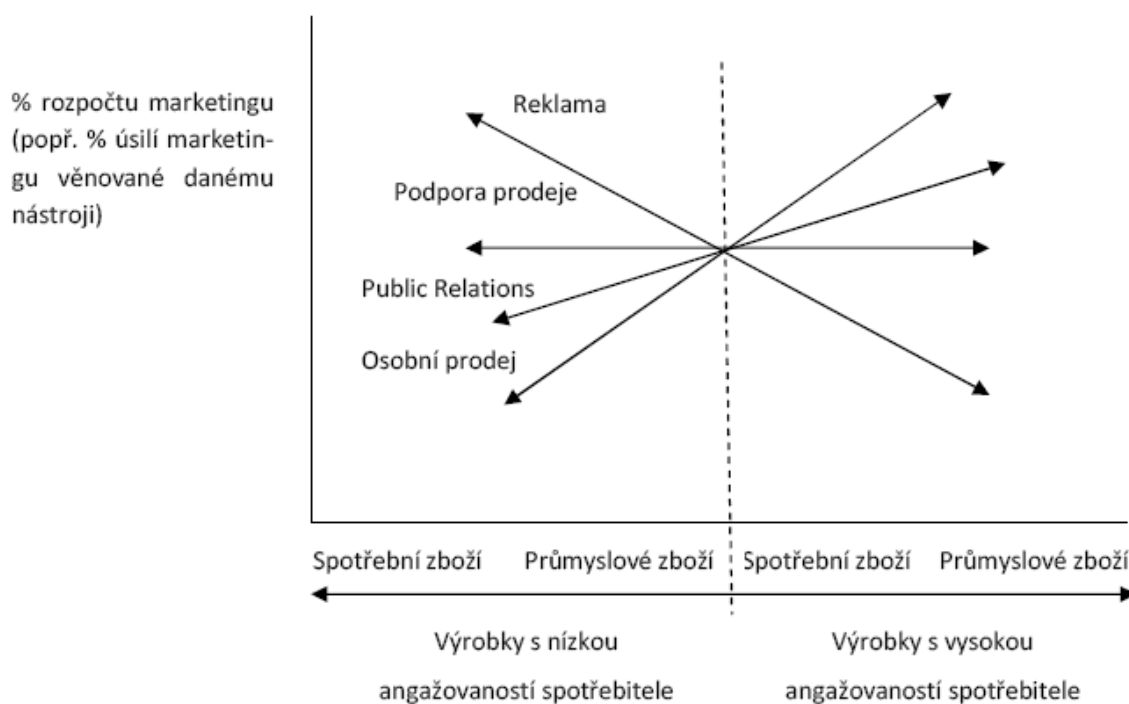 % rozpočtu marketingu
(popř. % úsilí marketin-
gu věnované danému
nástroji)
Reklama
Podpora prodeje
Public Relations
Osobní prodej
Spotřební zboží Průmyslové zboží Spotřební zboží Průmyslové zboží
Výrobky s nízkou
angažovaností spotřebitele
Výrobky s vysokou
angažovaností spotřebitele